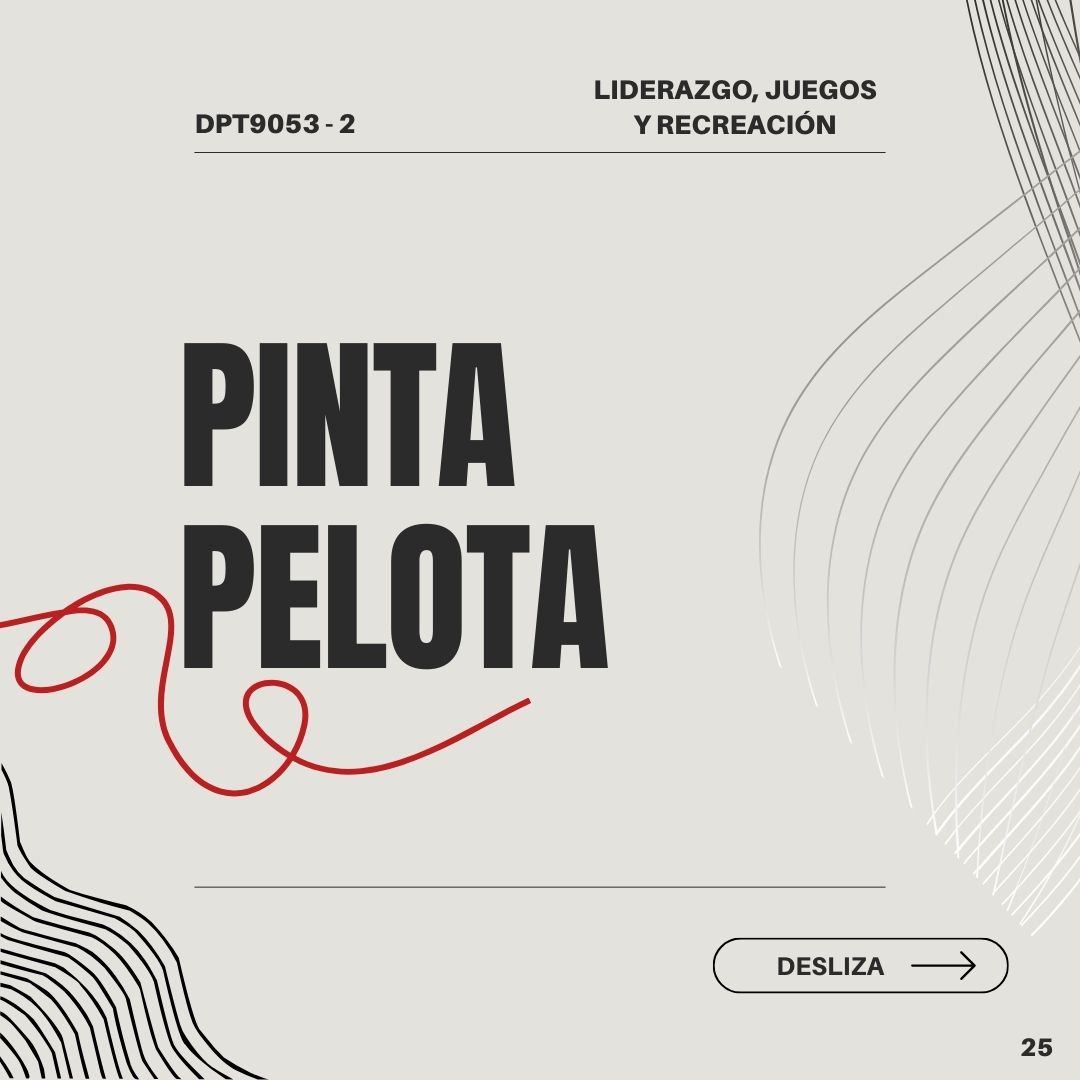 DPT9053 - 2
LIDERAZGO, JUEGOS
Y RECREACIÓN
PINTA
PELOTA
DESLIZA
25